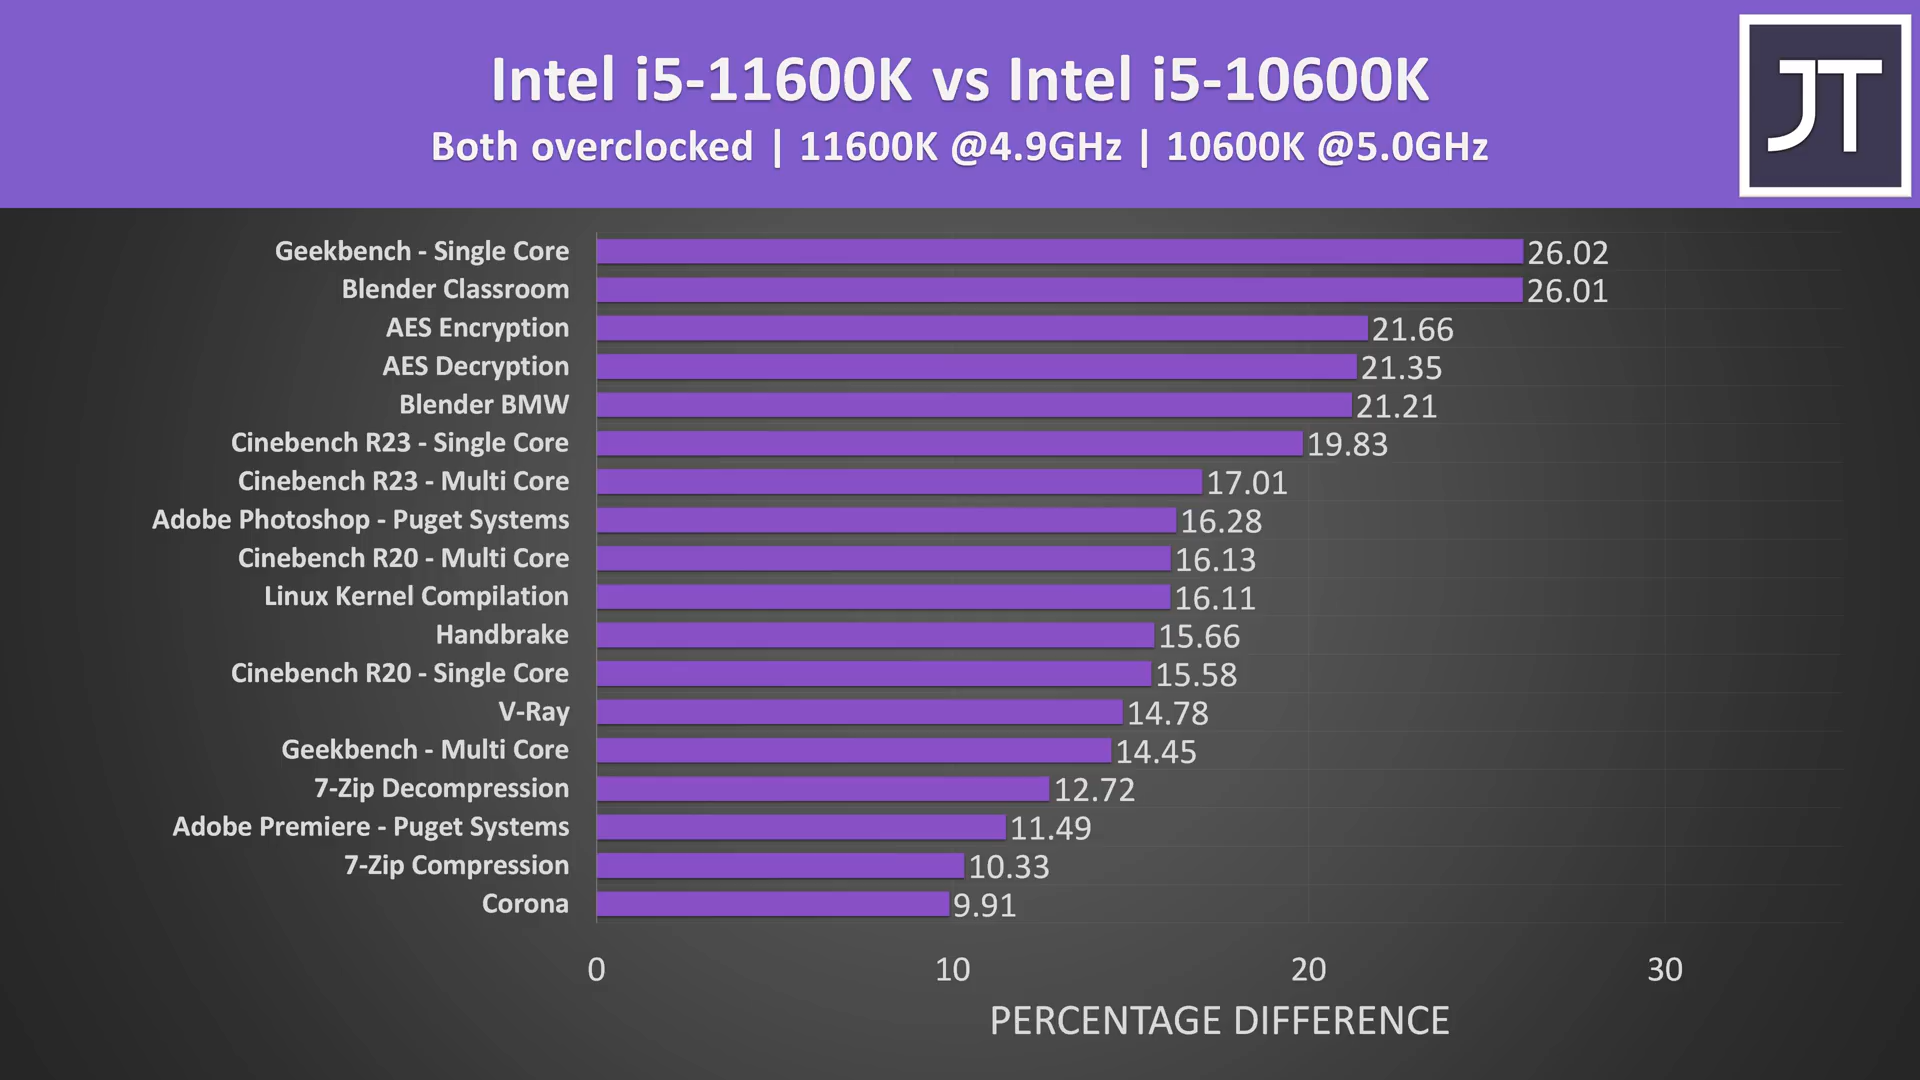 Intel i5-11600K vs Intel i5-10600K
Both overclocked | 11600K @4.9GHz | 10600K @5.0GHz
JT
Geekbench - Single Core 26.02
Blender Classroom 26.01
AES Encryption 21.66
AES Decryption 21.35
Blender BMW 21.21
Cinebench R23 - Single Core 19.83
Cinebench R23 - Multi Core 17.01
Adobe Photoshop - Puget Systems 16.28
Cinebench R20 - Multi Core 16.13
Linux Kernel Compilation 16.11
Handbrake 15.66
Cinebench R20 - Single Core 15.58
V-Ray 14.78
Geekbench - Multi Core 14.45
7-Zip Decompression 12.72
Adobe Premiere - Puget Systems 11.49
7-Zip Compression 10.33
Corona 9.91
0 10 20 30
PERCENTAGE DIFFERENCE